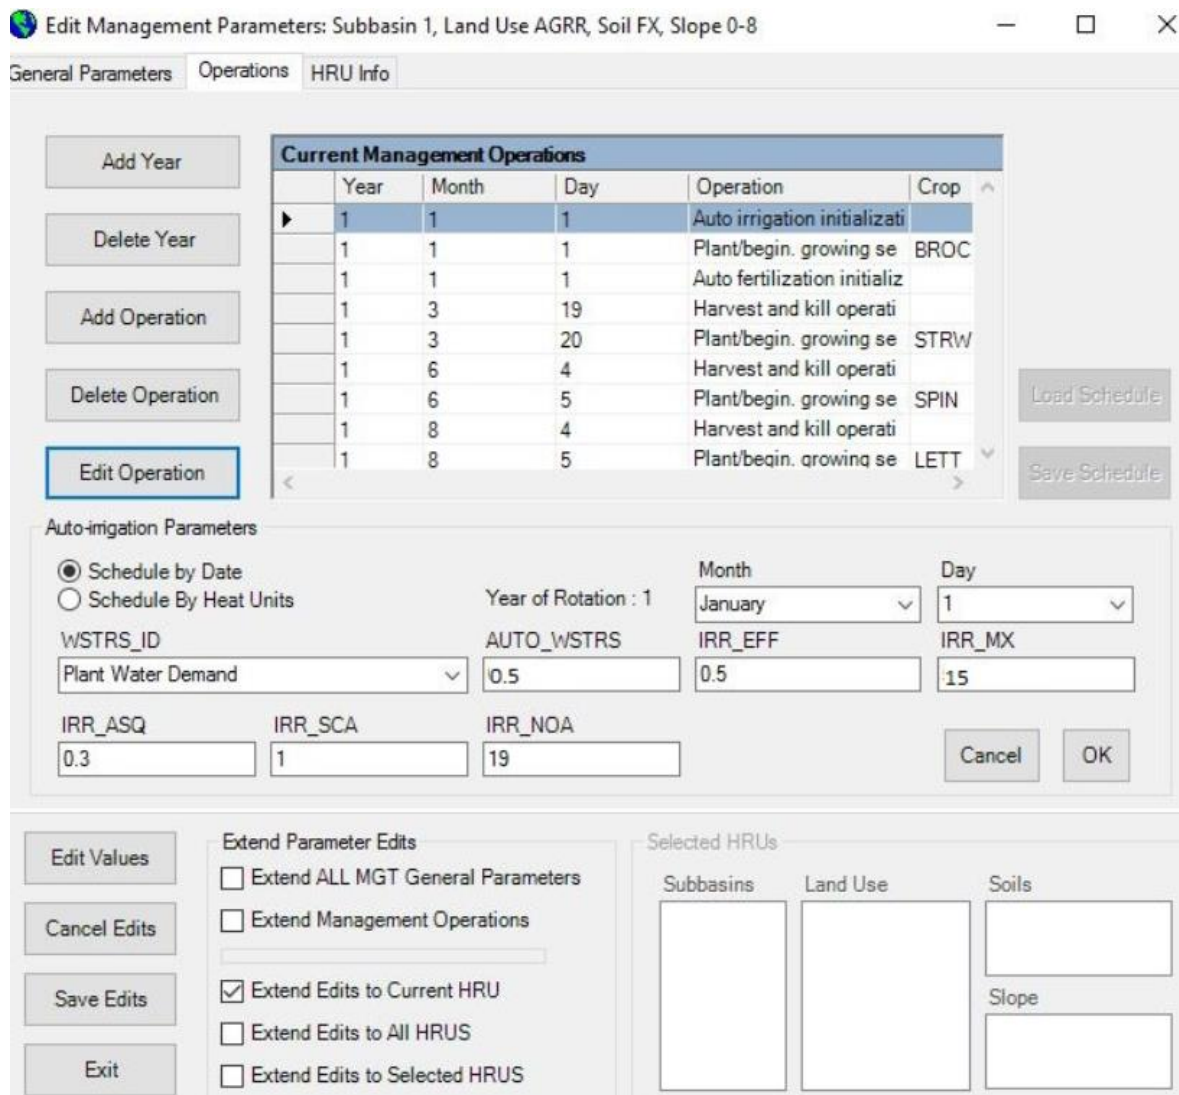 Edit Management Parameters: Subbasin 1, Land Use AGRR, Soil FX, Slope 0-8
General Parameters Operations HRU Info
Add Year
Delete Year
Add Operation
Delete Operation
Edit Operation
Current Management Operations
Year Month Day Operation Crop
1 1 1 Auto irrigation initializati
1 1 1 Plant/begin. growing se BROC
1 1 1 Auto fertilization initializ
1 3 19 Harvest and kill operati
1 3 20 Plant/begin. growing se STRW
1 6 4 Harvest and kill operati
1 6 5 Plant/begin. growing se SPIN
1 8 4 Harvest and kill operati
1 8 5 Plant/begin. growing se LETT
Load Schedule
Save Schedule
Auto-irrigation Parameters
Schedule by Date
Schedule By Heat Units
Year of Rotation : 1
Month Day
January 1
WSTRS_ID AUTO_WSTRS IRR_EFF IRR_MX
Plant Water Demand 0.5 0.5 15
IRR_ASQ IRR_SCA IRR_NOA
0.3 1 19
Cancel OK
Edit Values
Cancel Edits
Save Edits
Exit
Extend Parameter Edits
Extend ALL MGT General Parameters
Extend Management Operations
Extend Edits to Current HRU
Extend Edits to All HRUS
Extend Edits to Selected HRUS
Selected HRUs
Subbasins Land Use Soils
Slope